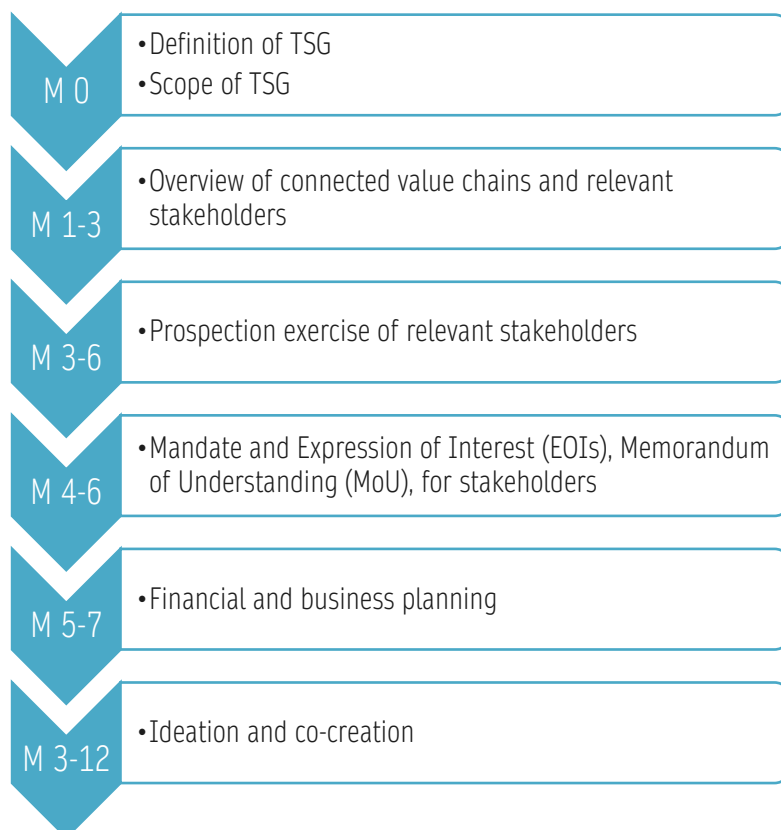 M 0
•Definition of TSG
•Scope of TSG
M 1-3
•Overview of connected value chains and relevant
stakeholders
M 3-6
•Prospection exercise of relevant stakeholders
M 4-6
•Mandate and Expression of Interest (EOIs), Memorandum
of Understanding (MoU), for stakeholders
M 5-7
•Financial and business planning
M 3-12
•Ideation and co-creation